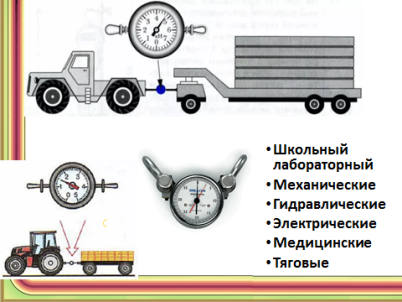 • Школьный
лабораторный
• Механические
• Гидравлические
• Электрические
• Медицинские
• Тяговые